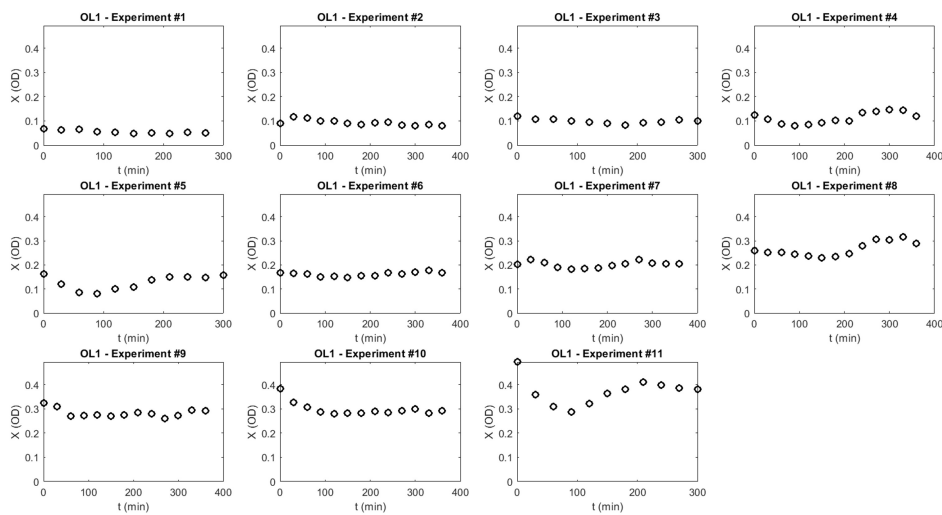 OL1 - Experiment #1
X (OD)
0.4
0.3
0.2
0.1
0
0 100 200 300
t (min)
OL1 - Experiment #2
X (OD)
0.4
0.3
0.2
0.1
0
0 100 200 300 400
t (min)
OL1 - Experiment #3
X (OD)
0.4
0.3
0.2
0.1
0
0 100 200 300
t (min)
OL1 - Experiment #4
X (OD)
0.4
0.3
0.2
0.1
0
0 100 200 300 400
t (min)
OL1 - Experiment #5
X (OD)
0.4
0.3
0.2
0.1
0
0 100 200 300
t (min)
OL1 - Experiment #6
X (OD)
0.4
0.3
0.2
0.1
0
0 100 200 300 400
t (min)
OL1 - Experiment #7
X (OD)
0.4
0.3
0.2
0.1
0
0 100 200 300 400
t (min)
OL1 - Experiment #8
X (OD)
0.4
0.3
0.2
0.1
0
0 100 200 300 400
t (min)
OL1 - Experiment #9
X (OD)
0.4
0.3
0.2
0.1
0
0 100 200 300 400
t (min)
OL1 - Experiment #10
X (OD)
0.4
0.3
0.2
0.1
0
0 100 200 300 400
t (min)
OL1 - Experiment #11
X (OD)
0.4
0.3
0.2
0.1
0
0 100 200 300
t (min)